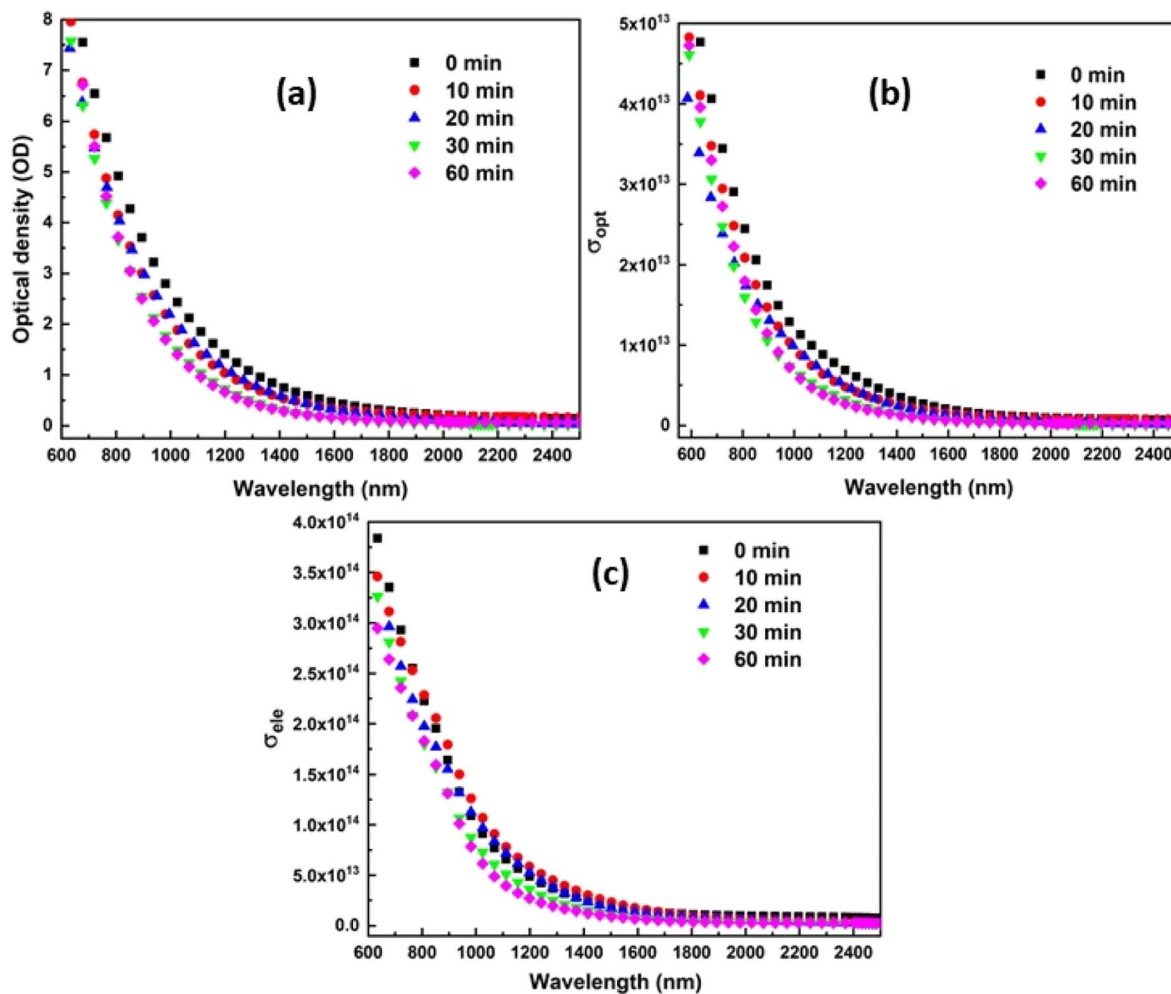 8
7
6
5
4
3
2
1
0
Optical density (OD)
(a)
0 min
10 min
20 min
30 min
60 min
600 800 1000 1200 1400 1600 1800 2000 2200 2400
Wavelength (nm)
5x10¹³
4x10¹³
3x10¹³
2x10¹³
1x10¹³
0
σopt
(b)
0 min
10 min
20 min
30 min
60 min
600 800 1000 1200 1400 1600 1800 2000 2200 2400
Wavelength (nm)
4.0x10¹⁴
3.5x10¹⁴
3.0x10¹⁴
2.5x10¹⁴
2.0x10¹⁴
1.5x10¹⁴
1.0x10¹⁴
5.0x10¹³
0.0
σele
(c)
0 min
10 min
20 min
30 min
60 min
600 800 1000 1200 1400 1600 1800 2000 2200 2400
Wavelength (nm)